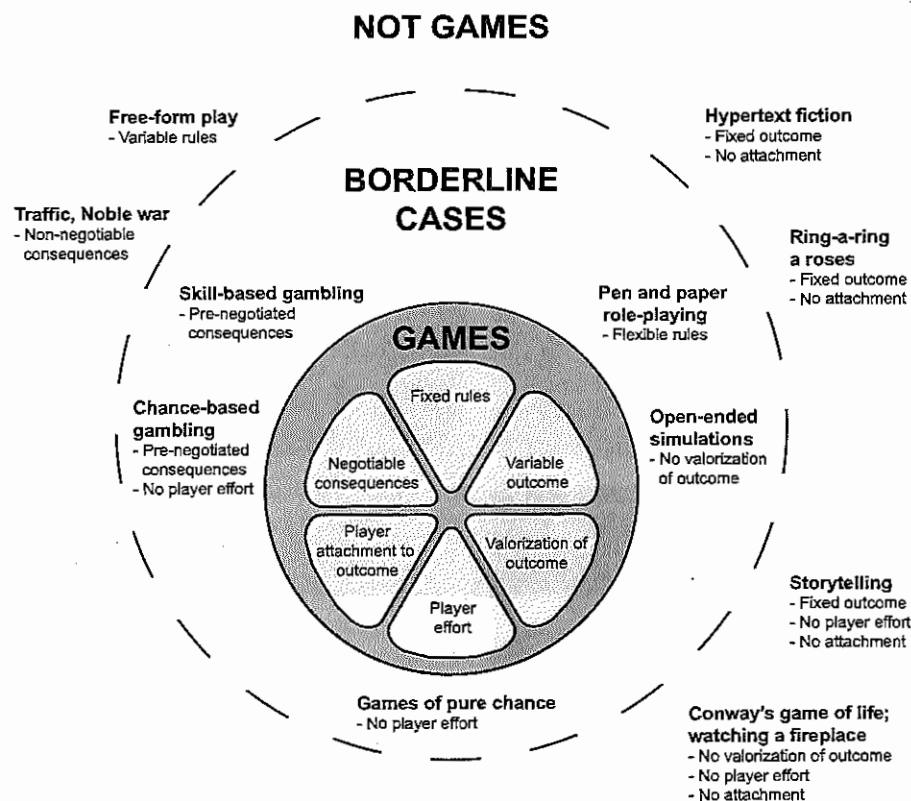 NOT GAMES
Free-form play
- Variable rules
Hypertext fiction
- Fixed outcome
- No attachment
BORDERLINE
CASES
Traffic, Noble war
- Non-negotiable
consequences
Ring-a-ring
a roses
- Fixed outcome
- No attachment
Skill-based gambling
- Pre-negotiated
consequences
Pen and paper
role-playing
- Flexible rules
GAMES
Fixed rules
Chance-based
gambling
- Pre-negotiated
consequences
- No player effort
Negotiable
consequences
Variable
outcome
Open-ended
simulations
- No valorization
of outcome
Player
attachment to
outcome
Valorization of
outcome
Player
effort
Storytelling
- Fixed outcome
- No player effort
- No attachment
Games of pure chance
- No player effort
Conway's game of life;
watching a fireplace
- No valorization of outcome
- No player effort
- No attachment